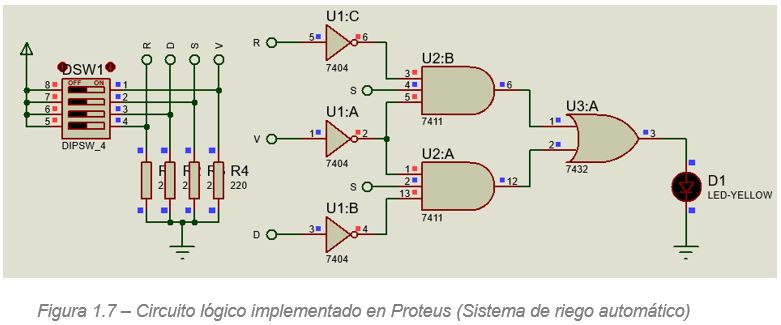 R D S V
DSW1
OFF ON
8 1
7 2
6 3
5 4
DIPSW_4
R4
220
U1:C
R 5 6
7404
U2:B
3
S 4 6
5
7411
U1:A
V 1 2
7404
U2:A
1
S 2 12
13
7411
U1:B
D 3 4
7404
U3:A
1
3
2
7432
D1
LED-YELLOW
Figura 1.7 – Circuito lógico implementado en Proteus (Sistema de riego automático)